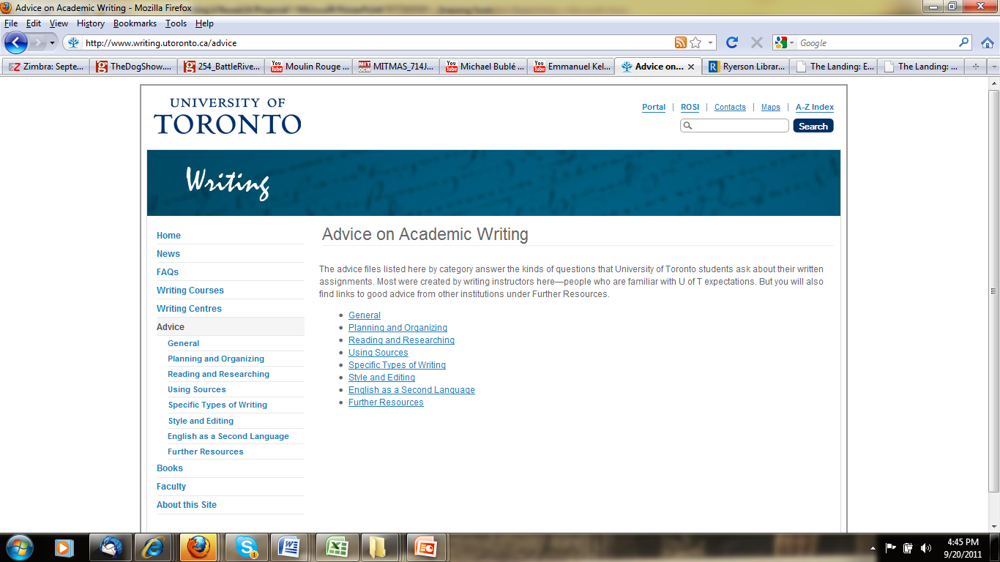 Advice on Academic Writing - Mozilla Firefox
File Edit View History Bookmarks Tools Help
http://www.writing.utoronto.ca/advice
Google
Zimbra: Septe...
TheDogShow....
254_BattleRive...
You Tube Moulin Rouge ...
MIT OCW MITMAS_714J...
You Tube Michael Bublé ...
You Tube Emmanuel Kel...
Advice on...
R Ryerson Librar...
The Landing: E...
The Landing: ...
UNIVERSITY OF
TORONTO
Portal | ROSI | Contacts | Maps | A-Z Index
Search
Writing
Home
News
FAQs
Writing Courses
Writing Centres
Advice
General
Planning and Organizing
Reading and Researching
Using Sources
Specific Types of Writing
Style and Editing
English as a Second Language
Further Resources
Books
Faculty
About this Site
Advice on Academic Writing
The advice files listed here by category answer the kinds of questions that University of Toronto students ask about their written
assignments. Most were created by writing instructors here—people who are familiar with U of T expectations. But you will also
find links to good advice from other institutions under Further Resources.
General
Planning and Organizing
Reading and Researching
Using Sources
Specific Types of Writing
Style and Editing
English as a Second Language
Further Resources
4:45 PM
9/20/2011